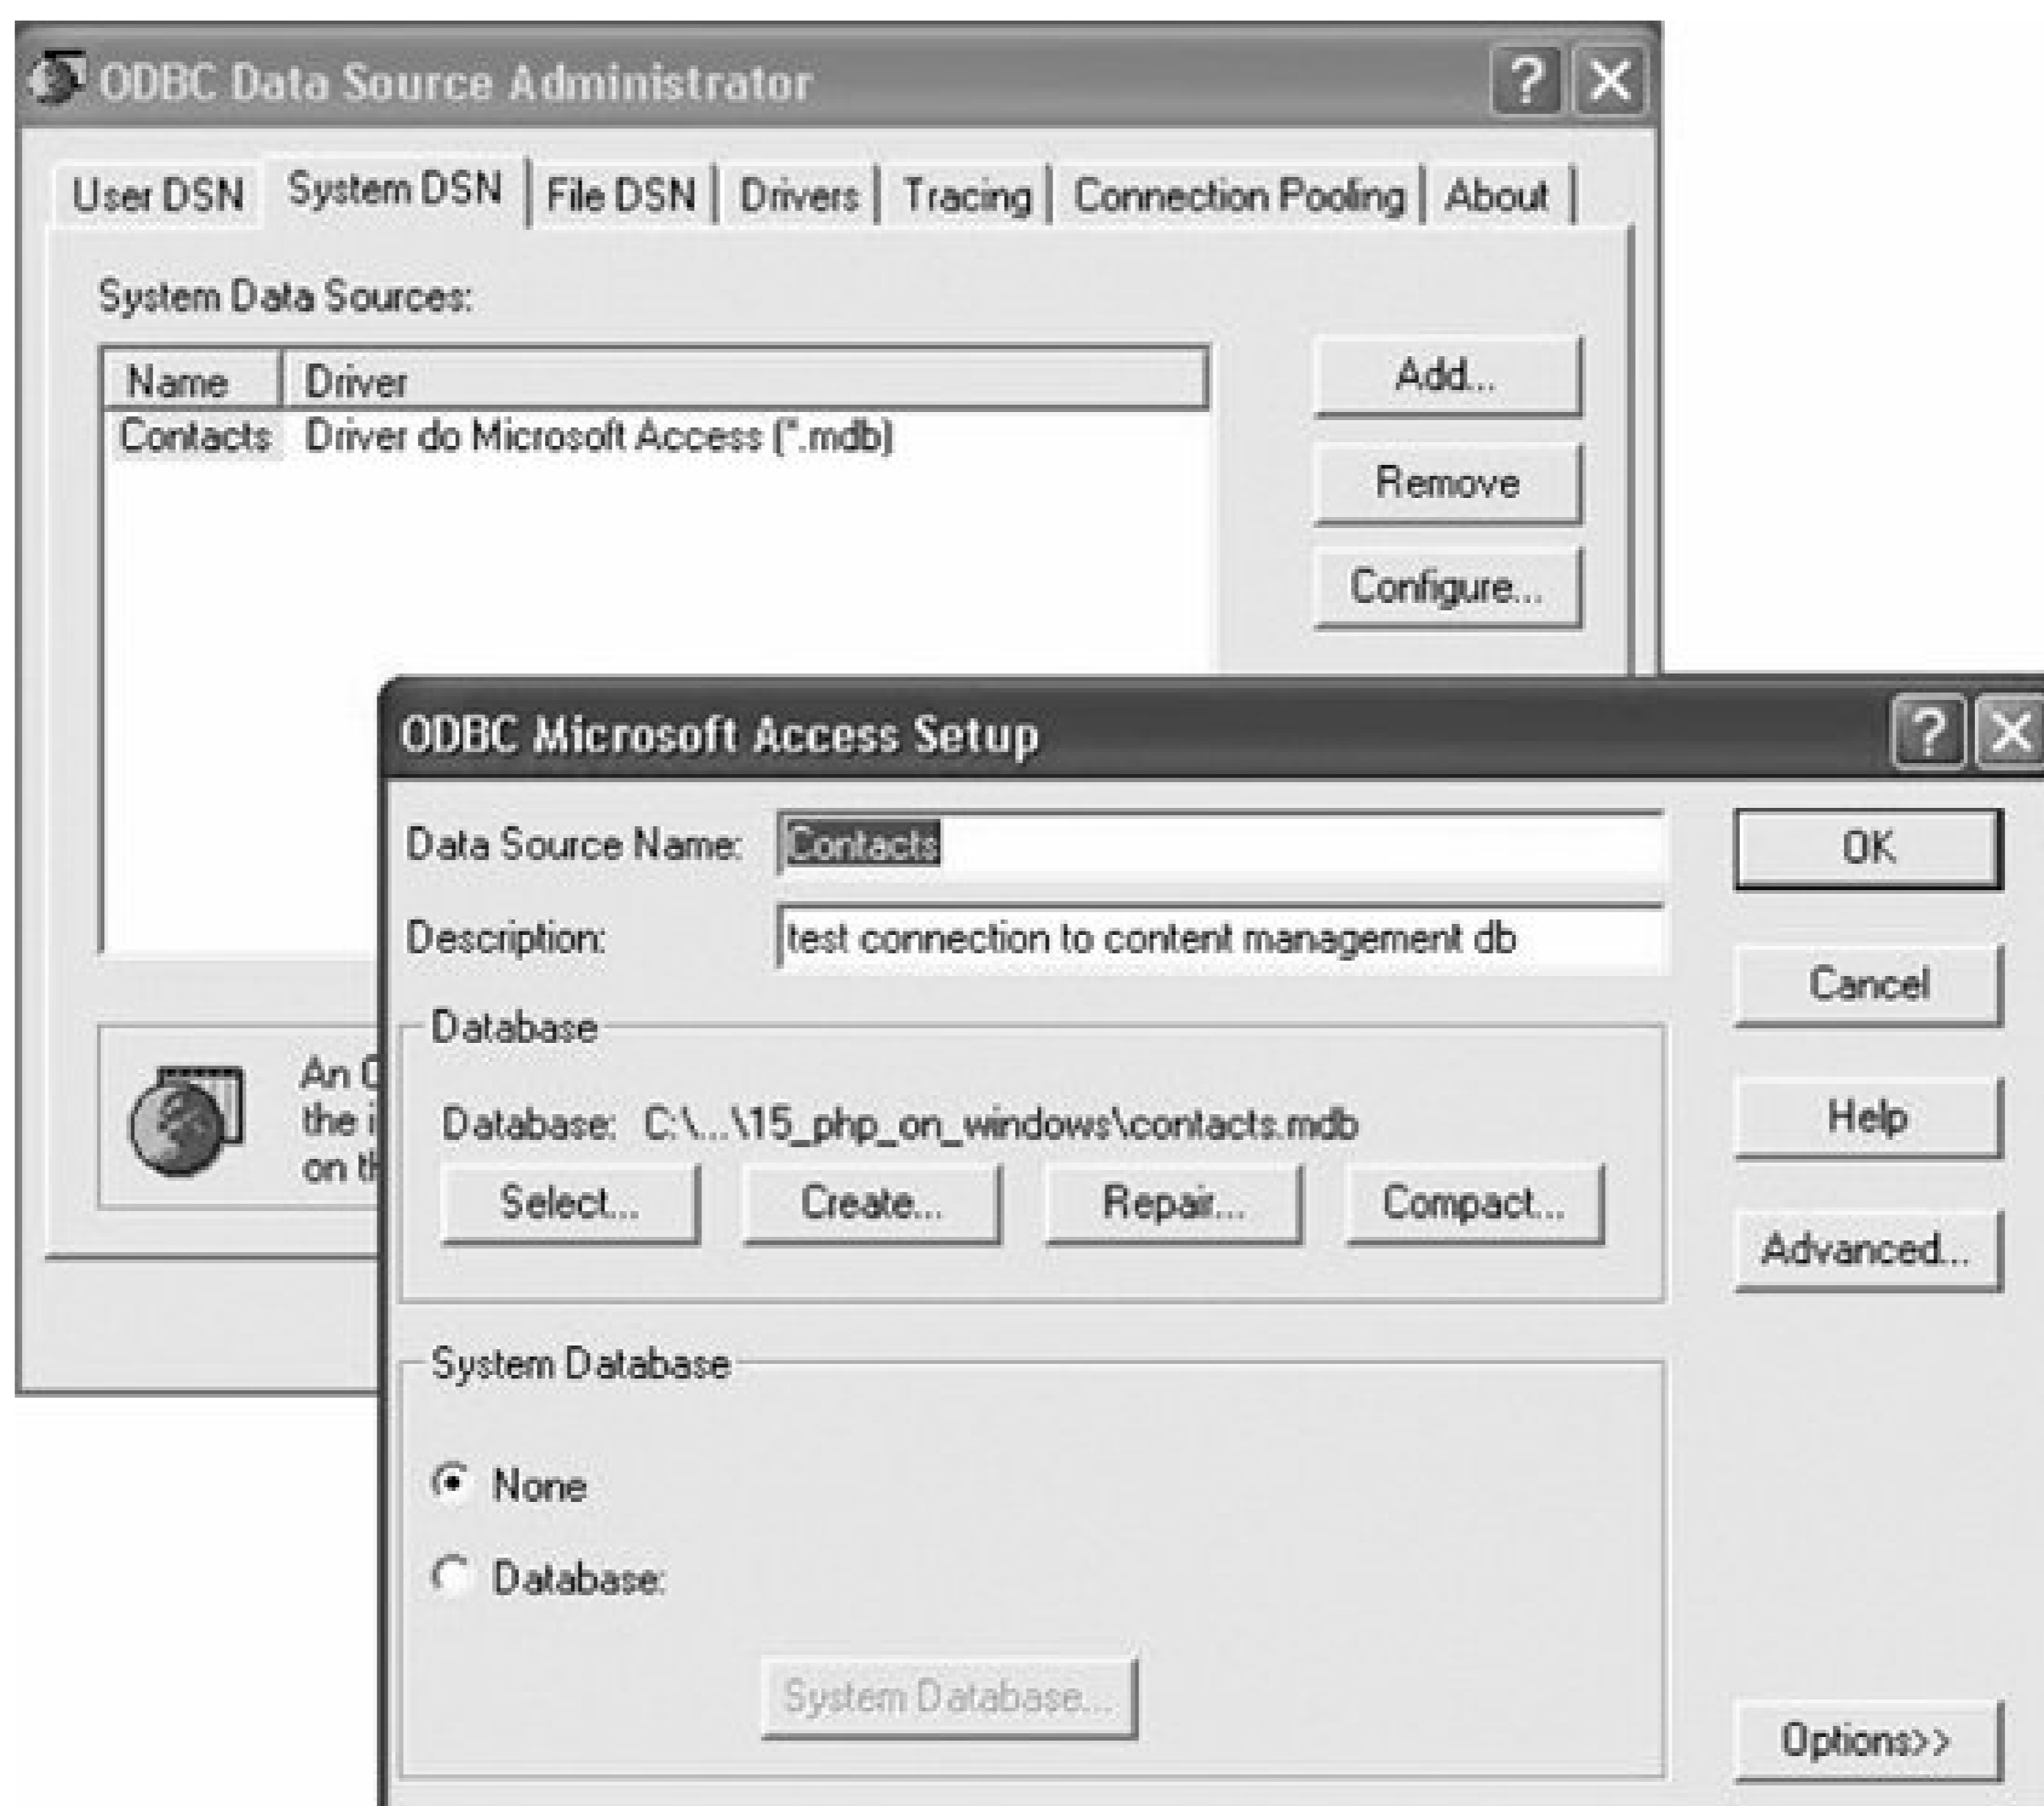 ODBC Data Source Administrator
User DSN System DSN File DSN Drivers Tracing Connection Pooling About
System Data Sources:
Name Driver
Contacts Driver do Microsoft Access (*.mdb)
Add...
Remove
Configure...
An
the
on
ODBC Microsoft Access Setup
Data Source Name: Contacts
Description: test connection to content management db
OK
Cancel
Help
Advanced...
Database
Database: C:\...\15_php_on_windows\contacts.mdb
Select... Create... Repair... Compact...
System Database
None
Database:
System Database...
Options>>